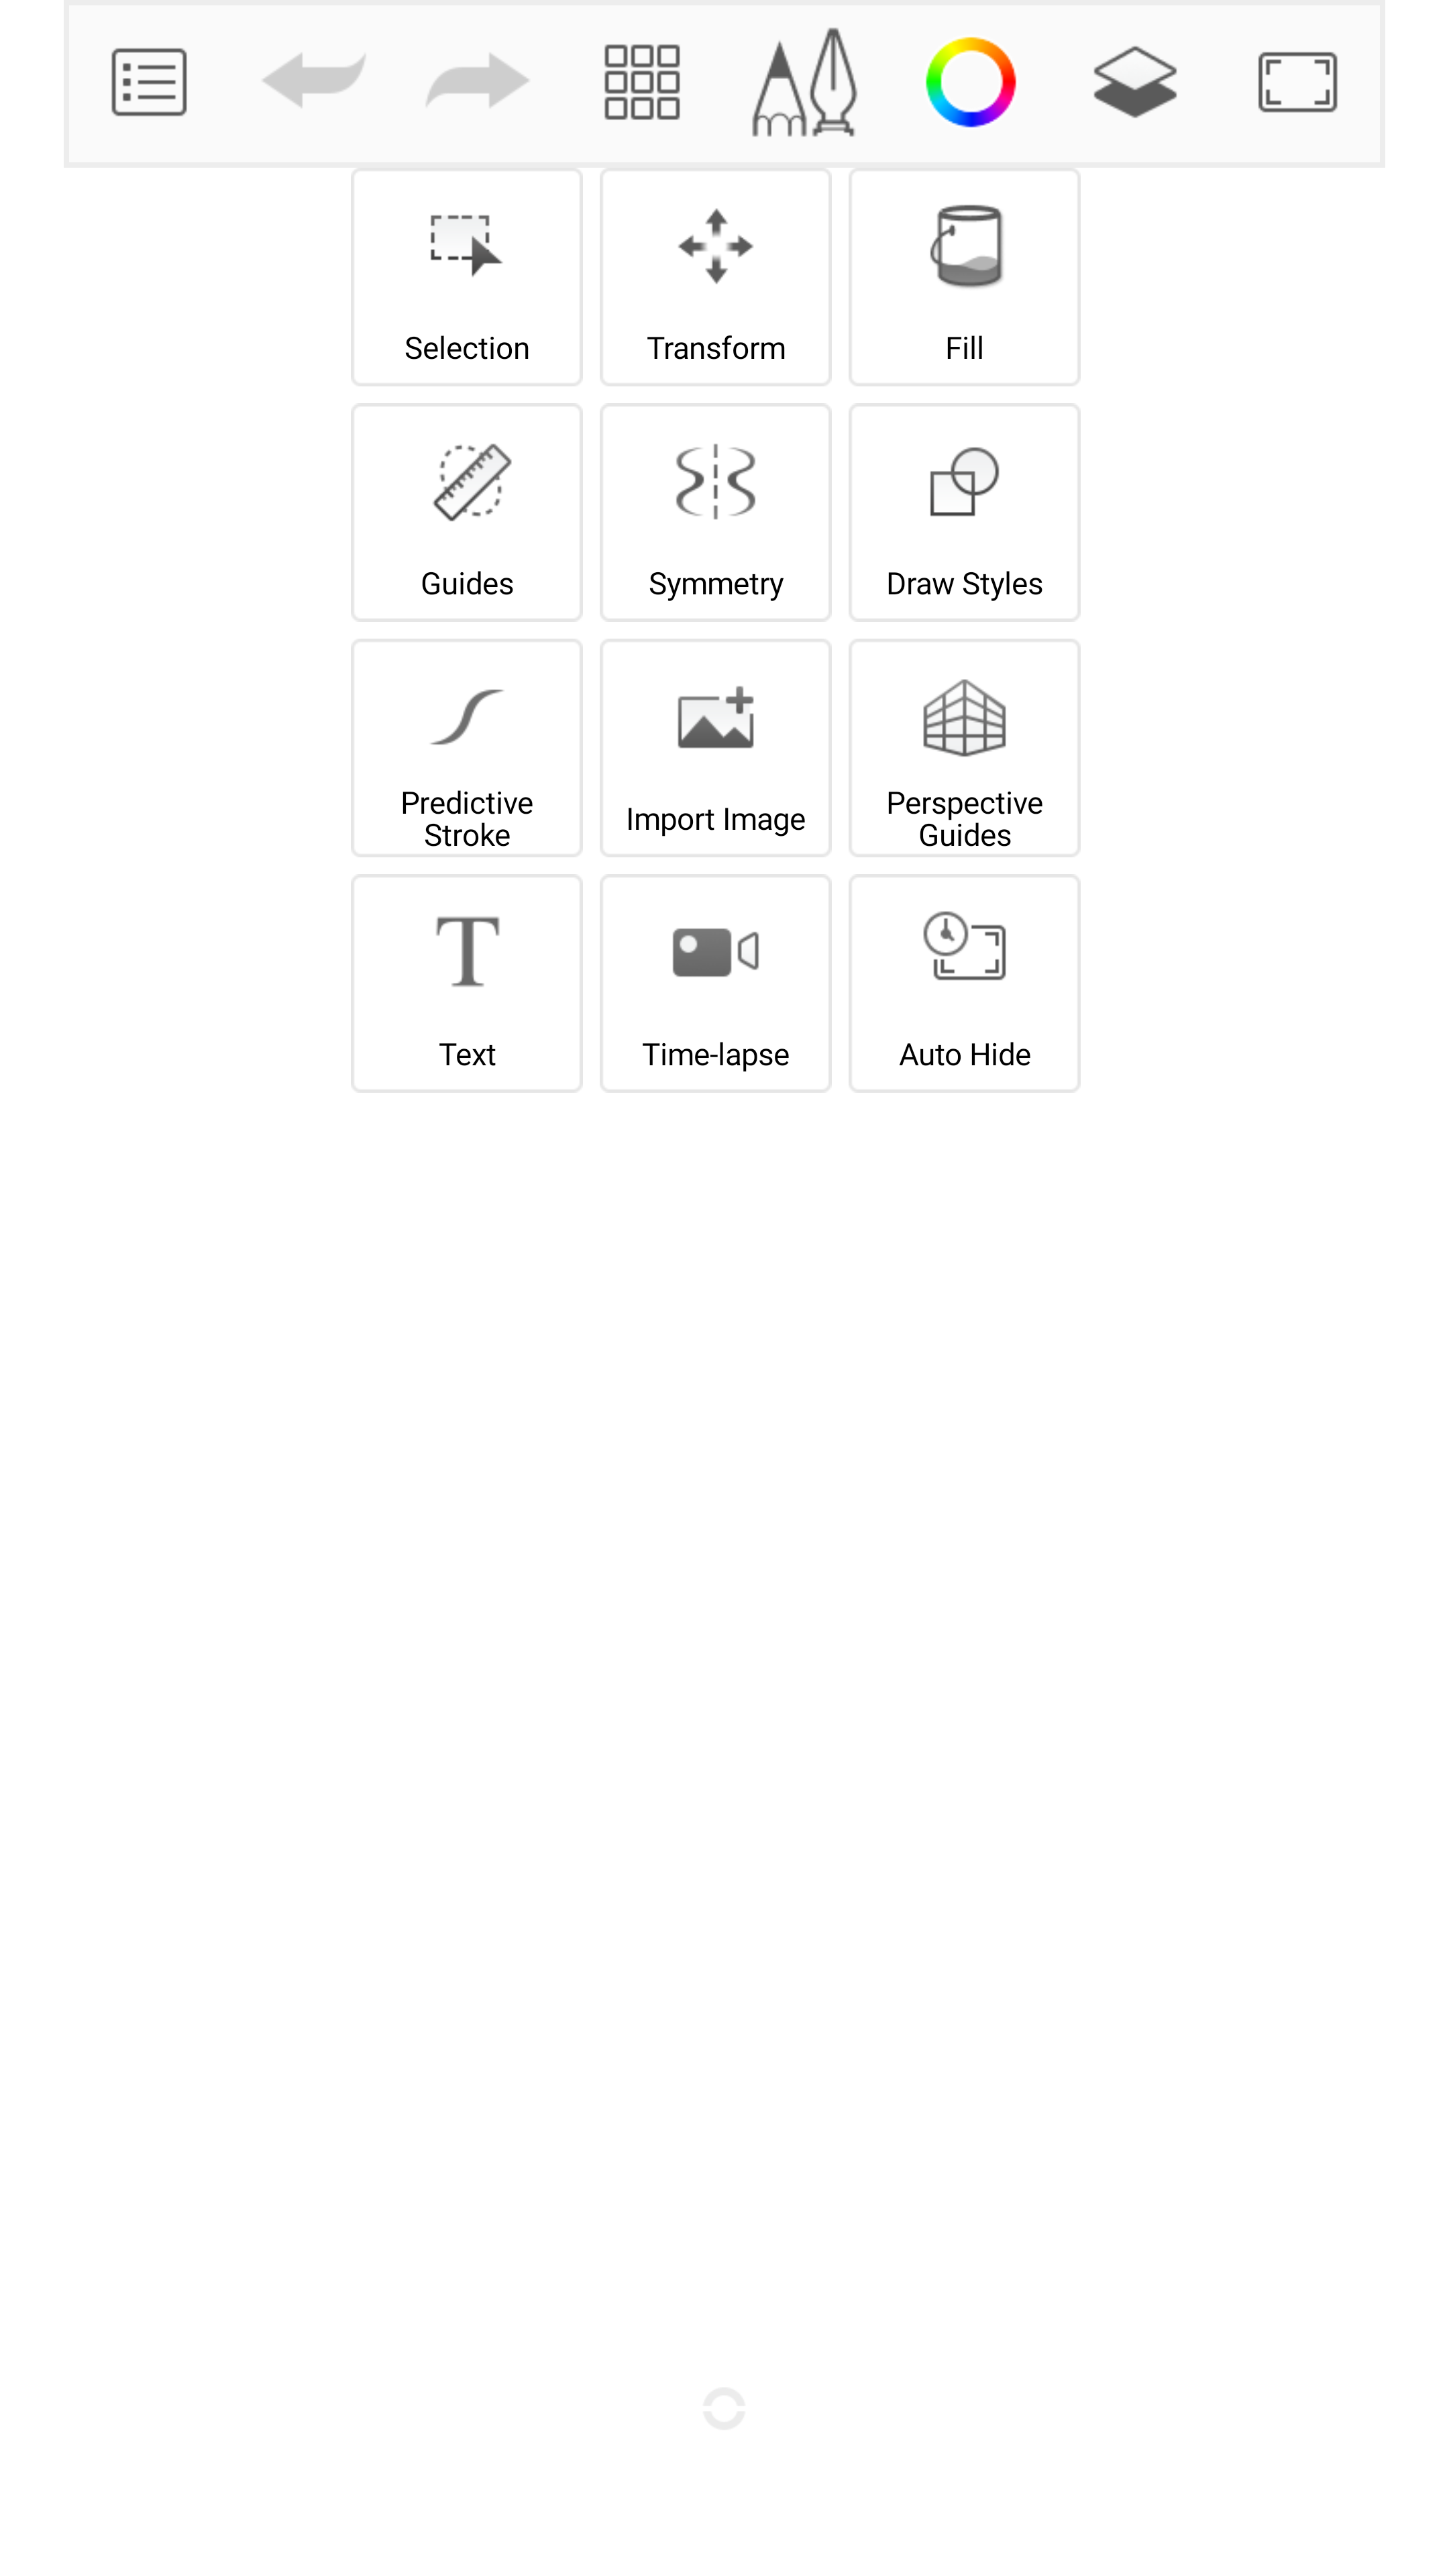 Selection
Transform
Fill
Guides
Symmetry
Draw Styles
Predictive
Stroke
Import Image
Perspective
Guides
Text
Time-lapse
Auto Hide